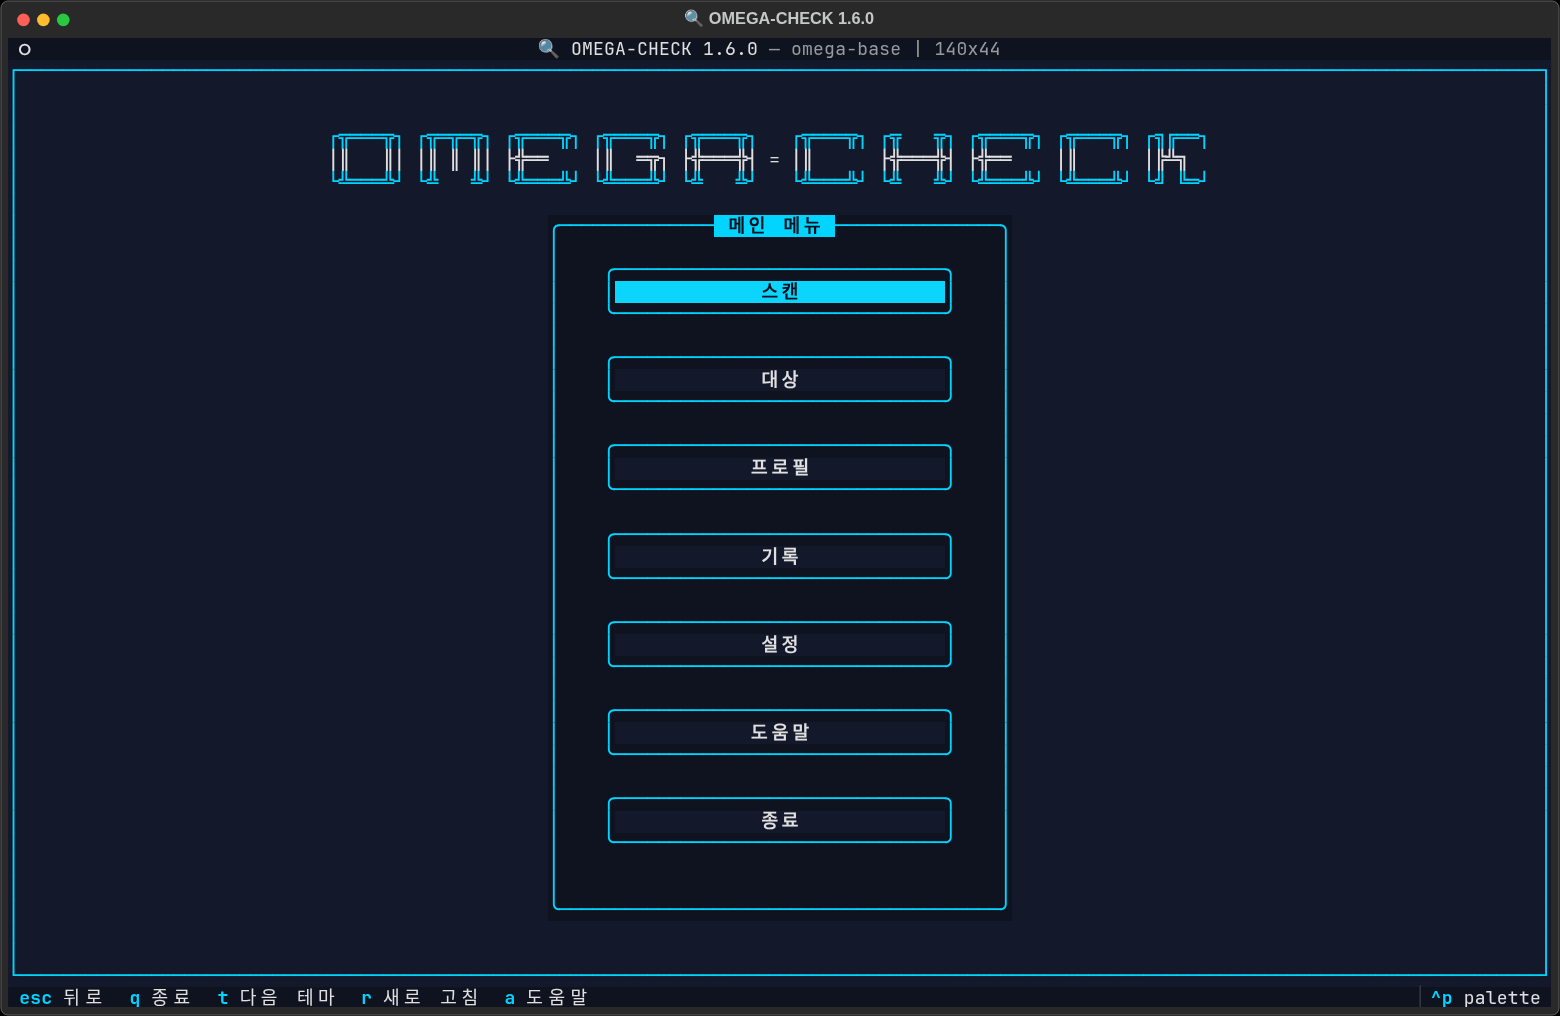 🔍 OMEGA-CHECK 1.6.0
🔍 OMEGA-CHECK 1.6.0 — omega-base | 140x44
OMEGA-CHECK
메인 메뉴
스캔
대상
프로필
기록
설정
도움말
종료
esc 뒤로 q 종료 t 다음 테마 r 새로 고침 a 도움말 ^p palette